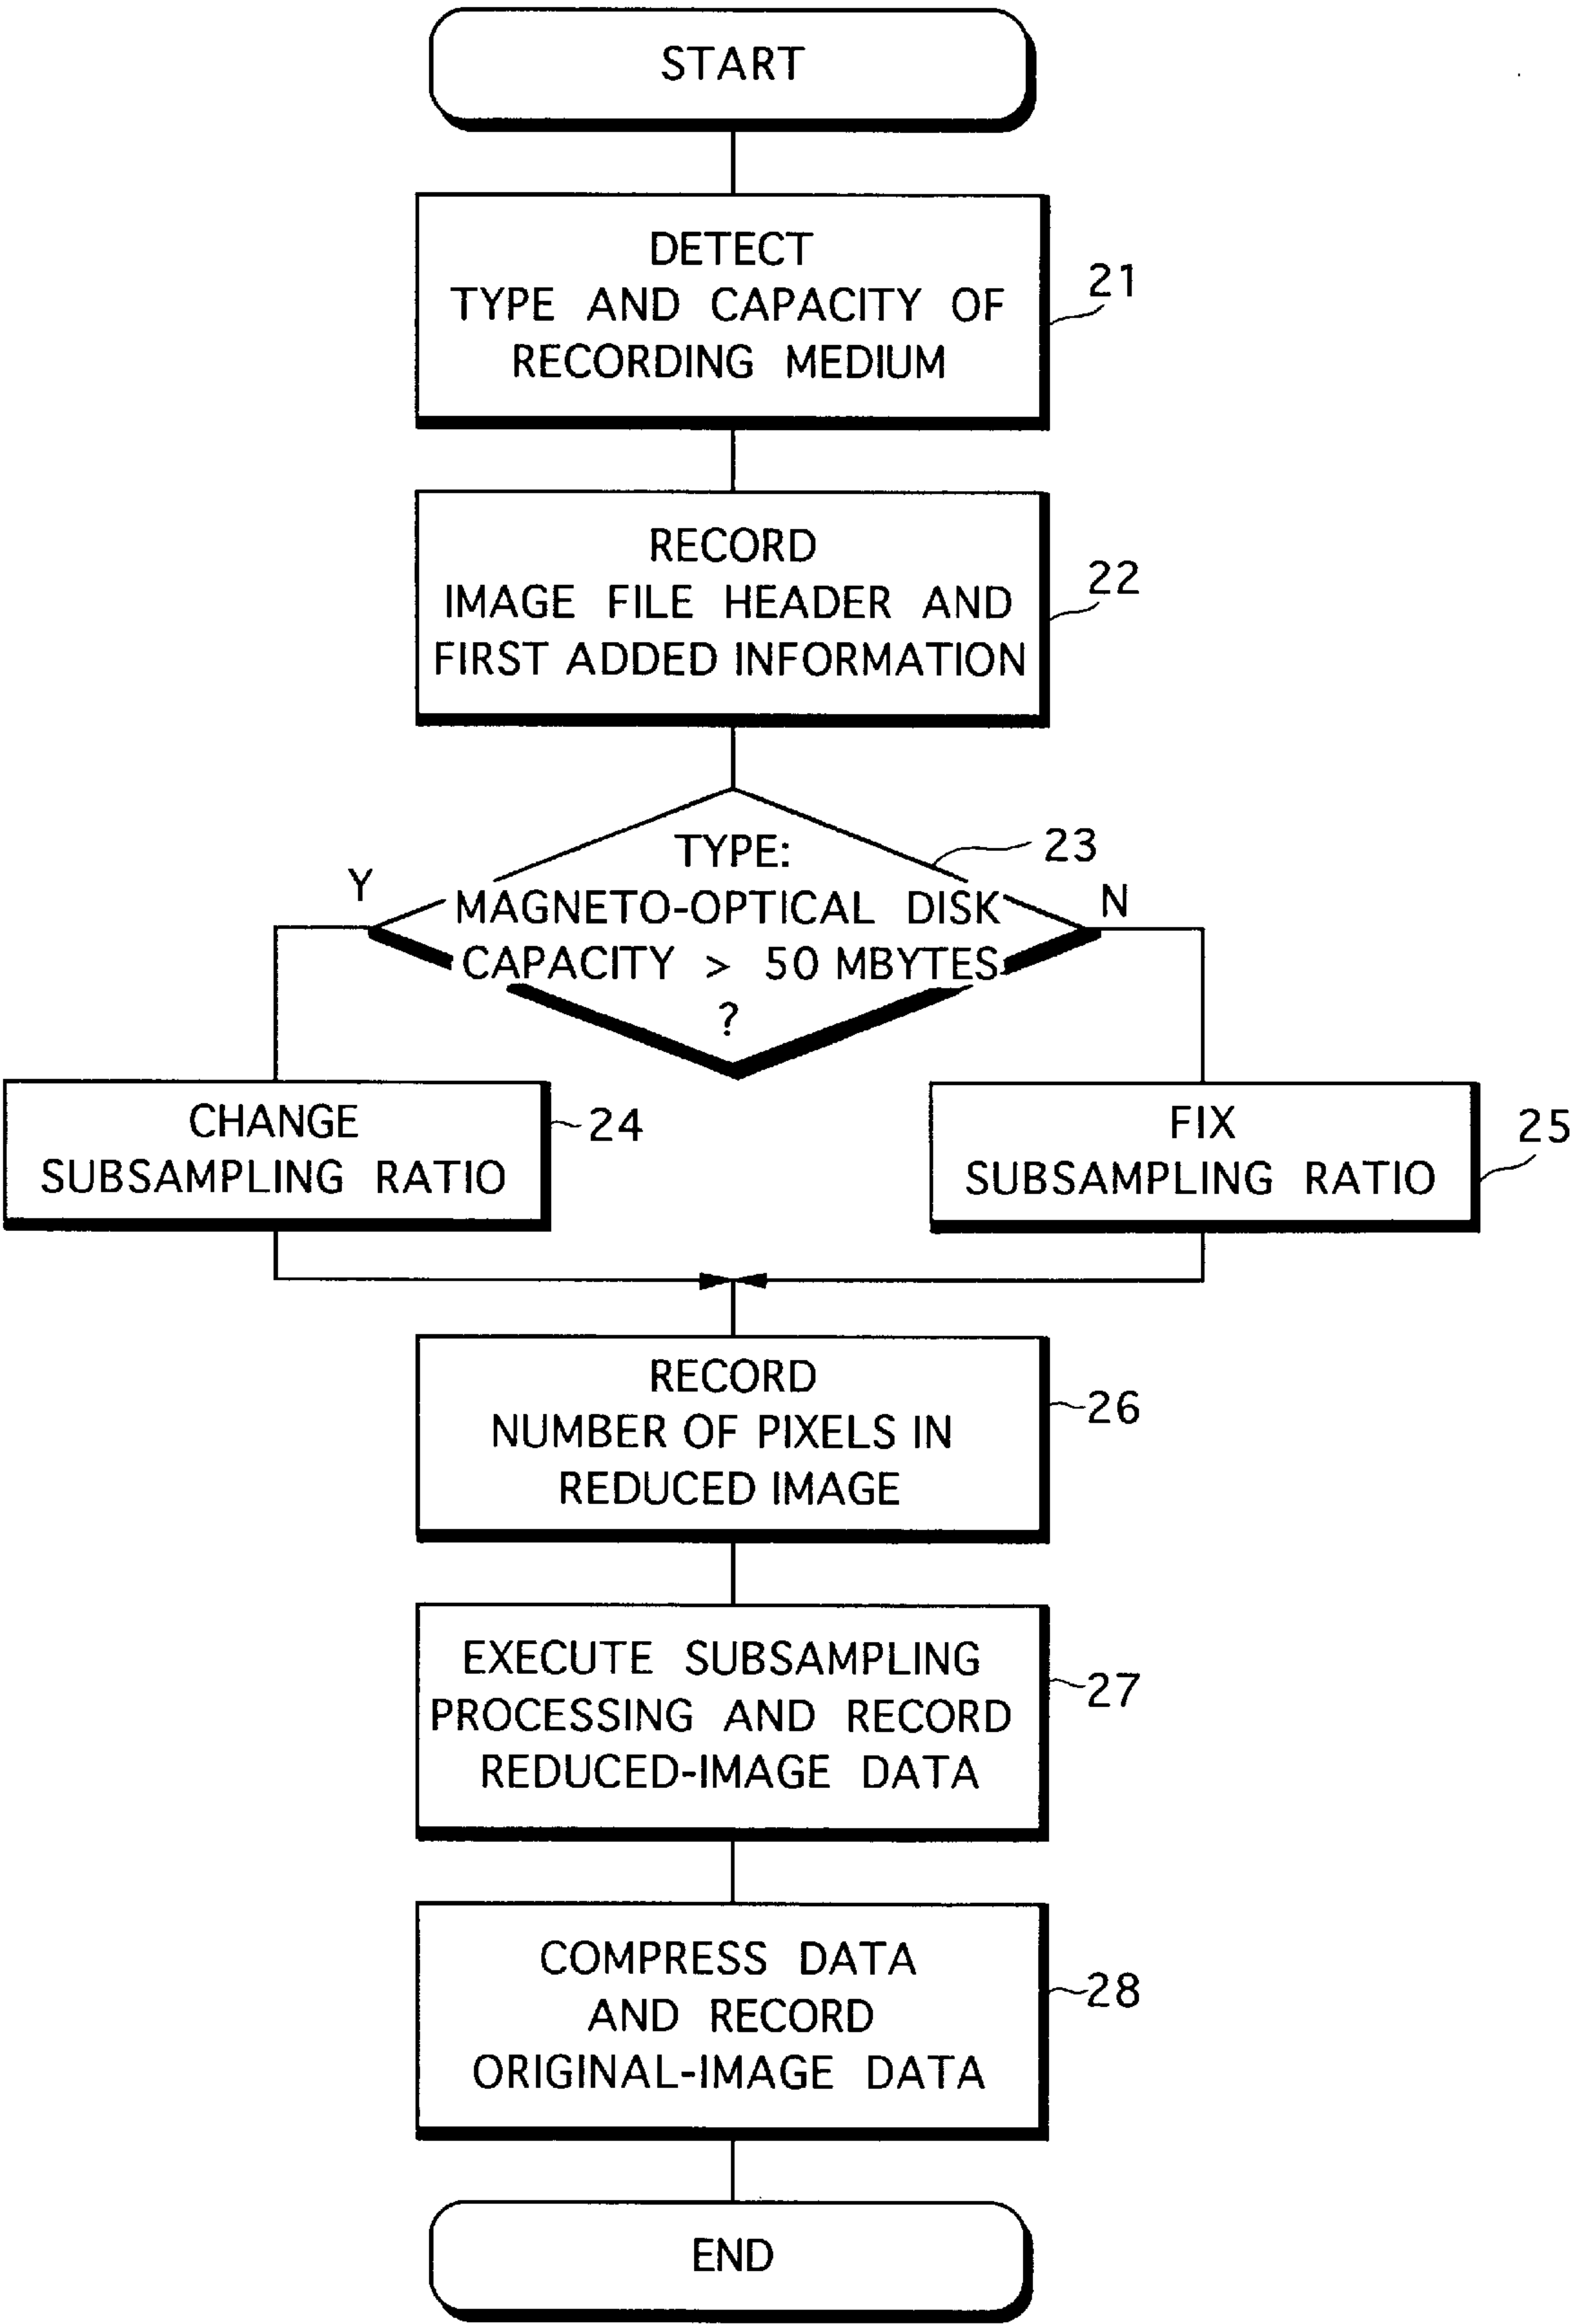 START
DETECT
TYPE AND CAPACITY OF
RECORDING MEDIUM
21
RECORD
IMAGE FILE HEADER AND
FIRST ADDED INFORMATION
22
TYPE:
MAGNETO-OPTICAL DISK
CAPACITY > 50 MBYTES
?
23
Y
N
CHANGE
SUBSAMPLING RATIO
24
FIX
SUBSAMPLING RATIO
25
RECORD
NUMBER OF PIXELS IN
REDUCED IMAGE
26
EXECUTE SUBSAMPLING
PROCESSING AND RECORD
REDUCED-IMAGE DATA
27
COMPRESS DATA
AND RECORD
ORIGINAL-IMAGE DATA
28
END